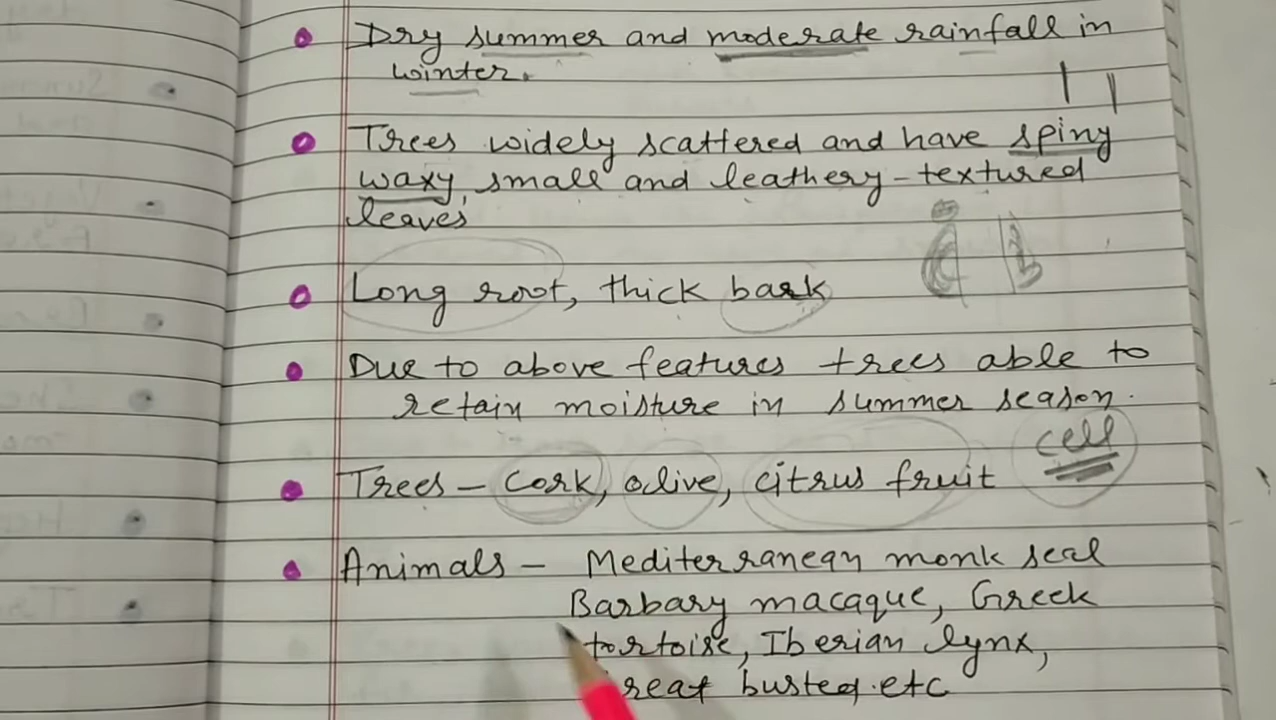 Dry summer and moderate rainfall in
winter.
Trees widely scattered and have spiny
waxy, small and leathery-textured
leaves
Long root, thick bark
Due to above features trees able to
retain moisture in summer season.
cell
Trees - cork, olive, citrus fruit
Animals - Mediterranean monk seal
Barbary macaque, Greek
tortoise, Iberian lynx,
busted.etc